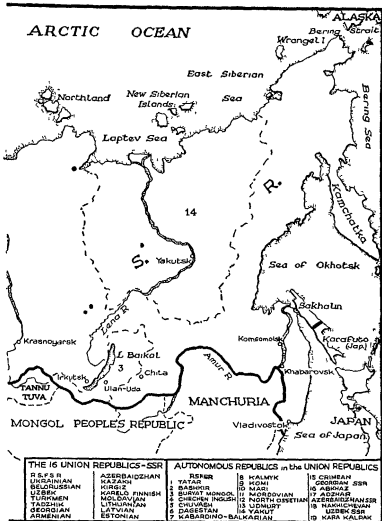 ARCTIC OCEAN
ALASKA
Bering Strait
Wrangel I
East Siberian
Sea
Northland
New Siberian
Islands
Laptev Sea
Bering Sea
R.
14
Kamchatka
S.
Yakutsk
Sea of Okhotsk
Lena R
Sakhalin
Krasnoyarsk
L Baikal
3
Komsomolsk
Karafuto
(Jap.)
Amur R
Khabarovsk
TANNU
TUVA
Irkutsk
Chita
Ulan-Uda
MANCHURIA
MONGOL PEOPLE'S REPUBLIC
Vladivostok
JAPAN
Sea of Japan
THE 16 UNION REPUBLICS-SSR
R S F S R
UKRAINIAN
BELORUSSIAN
UZBEK
TURKMEN
TADZHIK
GEORGIAN
ARMENIAN
AZERBAIDZHAN
KAZAKH
KIRGIZ
KARELO FINNISH
MOLDAVIAN
LITHUANIAN
LATVIAN
ESTONIAN
AUTONOMOUS REPUBLICS in the UNION REPUBLICS
RSFSR
1 TATAR
2 BASHKIR
3 BURYAT MONGOL
4 CHECHEN INGUSH
5 CHUVASH
6 DAGESTAN
7 KABARDINO-BALKARIAN
8 KALMYK
9 KOMI
10 MARI
11 MORDOVIAN
12 NORTH OSSETIAN
13 UDMURT
14 YAKUT
15 CRIMEAN
GEORGIAN SSR
16 ABKHAZ
17 ADZHAR
AZERBAIDZHAN SSR
18 NAKHICHEVAN
UZBEK SSR
19 KARA KALPAK